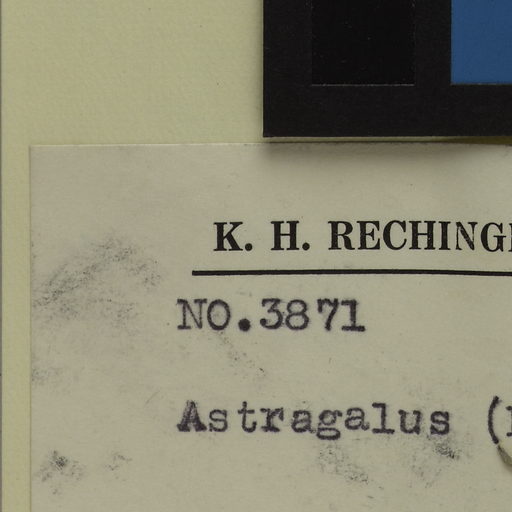 K. H. RECHING
NO.3871
Astragalus (